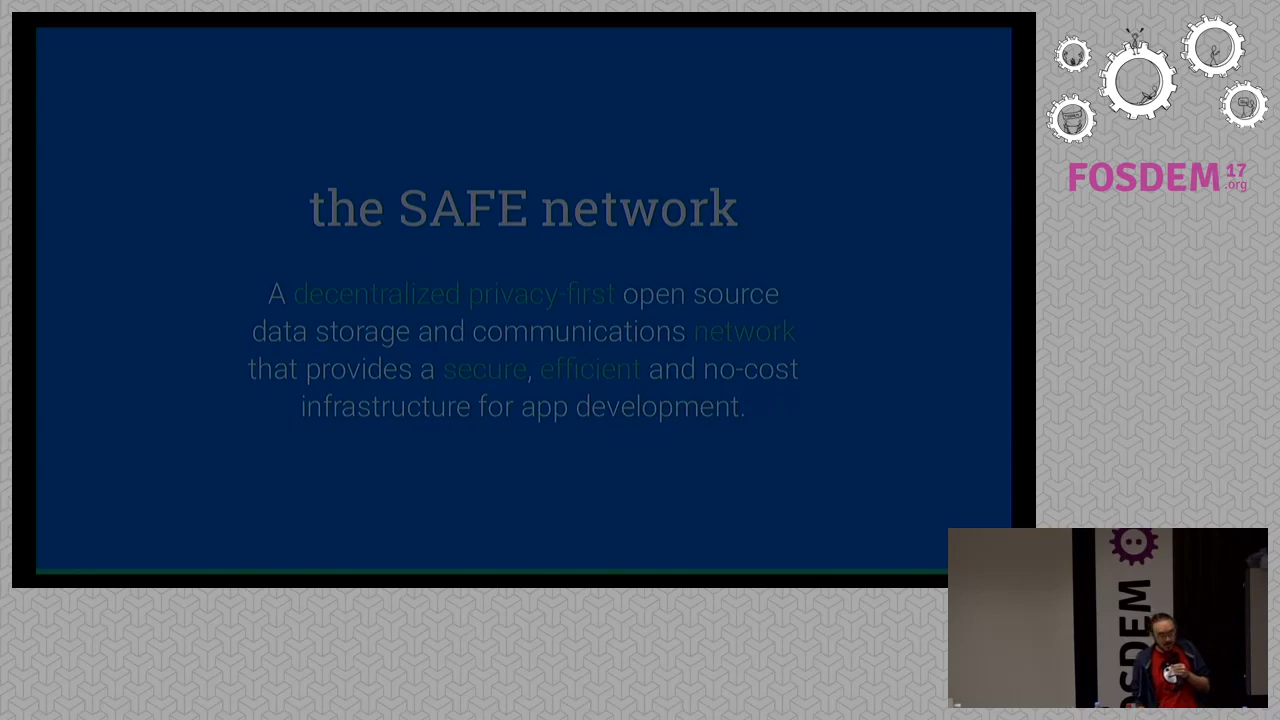 the SAFE network
A decentralized privacy-first open source
data storage and communications network
that provides a secure, efficient and no-cost
infrastructure for app development.
FOSDEM 17
.org
OSDEM